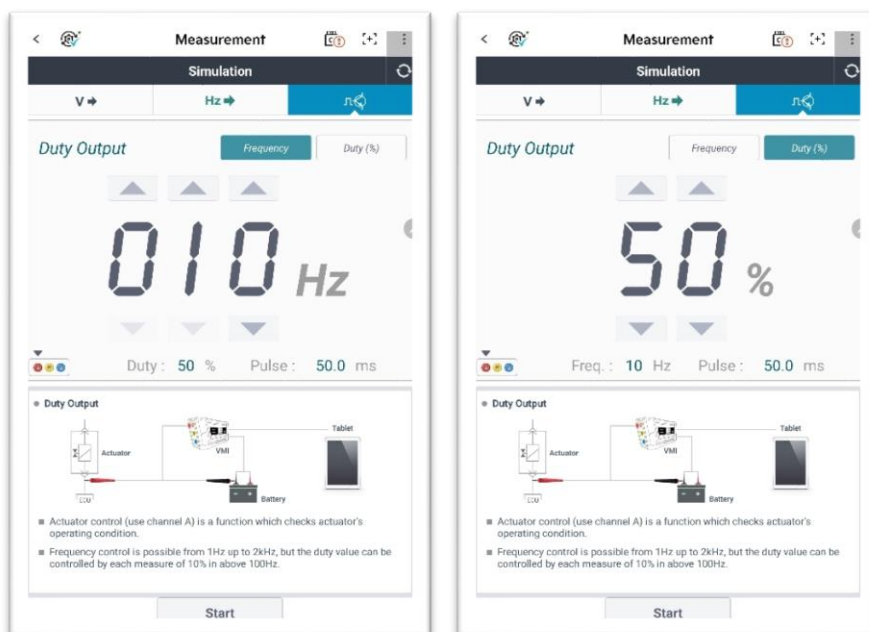 Measurement
Simulation
V
Hz
Duty Output
Frequency
Duty (%)
010 Hz
Duty : 50 % Pulse : 50.0 ms
Duty Output
Actuator
VMI
Tablet
ECU
Battery
Actuator control (use channel A) is a function which checks actuator's
operating condition.
Frequency control is possible from 1Hz up to 2kHz, but the duty value can be
controlled by each measure of 10% in above 100Hz.
Start
Measurement
Simulation
V
Hz
Duty Output
Frequency
Duty (%)
50 %
Freq. : 10 Hz Pulse : 50.0 ms
Duty Output
Actuator
VMI
Tablet
ECU
Battery
Actuator control (use channel A) is a function which checks actuator's
operating condition.
Frequency control is possible from 1Hz up to 2kHz, but the duty value can be
controlled by each measure of 10% in above 100Hz.
Start